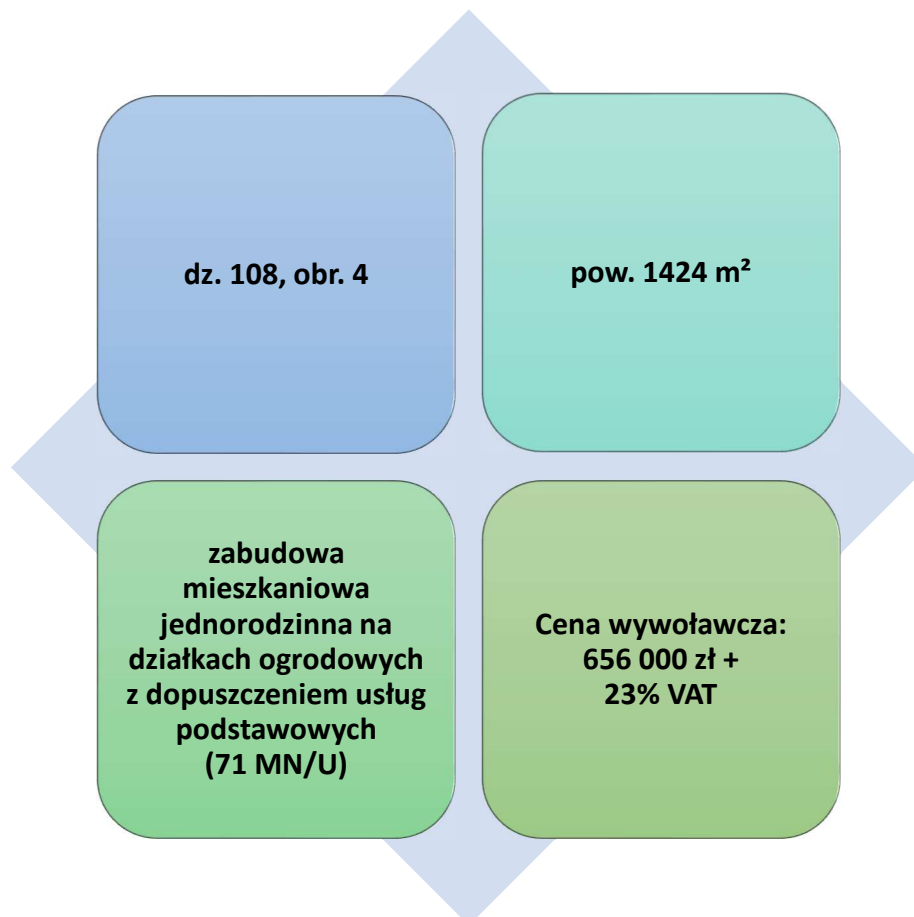 dz. 108, obr. 4
pow. 1424 m²
zabudowa
mieszkaniowa
jednorodzinna na
działkach ogrodowych
z dopuszczeniem usług
podstawowych
(71 MN/U)
Cena wywoławcza:
656 000 zł +
23% VAT